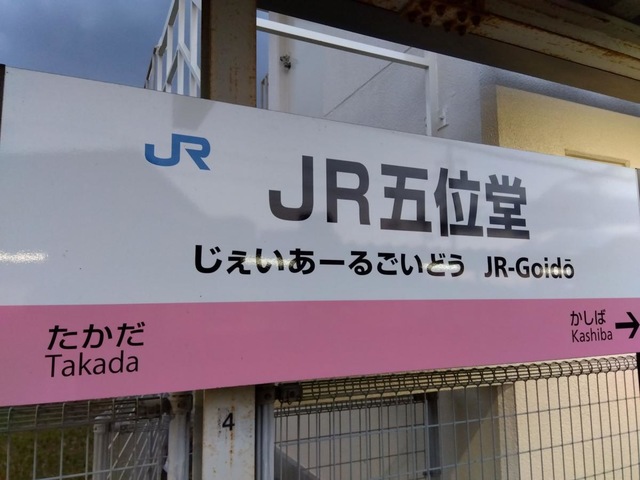 JR
JR五位堂
じぇいあーるごいどう JR-Goidō
たかだ
Takada
かしば
Kashiba
→
4